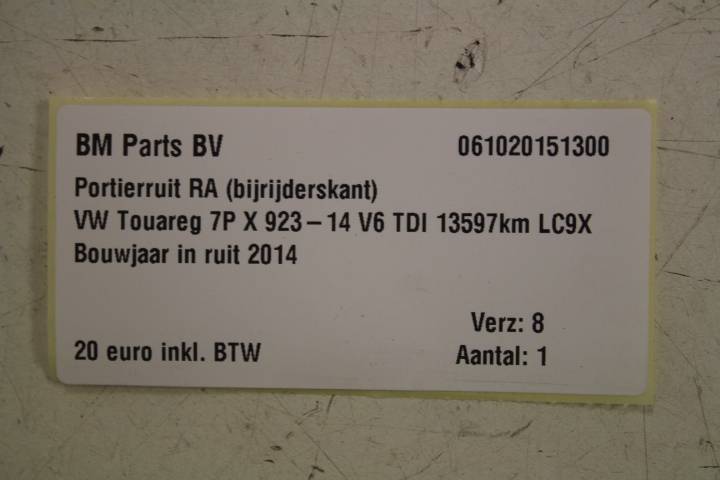 BM Parts BV 061020151300
Portierruit RA (bijrijderskant)
VW Touareg 7P X 923-14 V6 TDI 13597km LC9X
Bouwjaar in ruit 2014
Verz: 8
20 euro inkl. BTW Aantal: 1